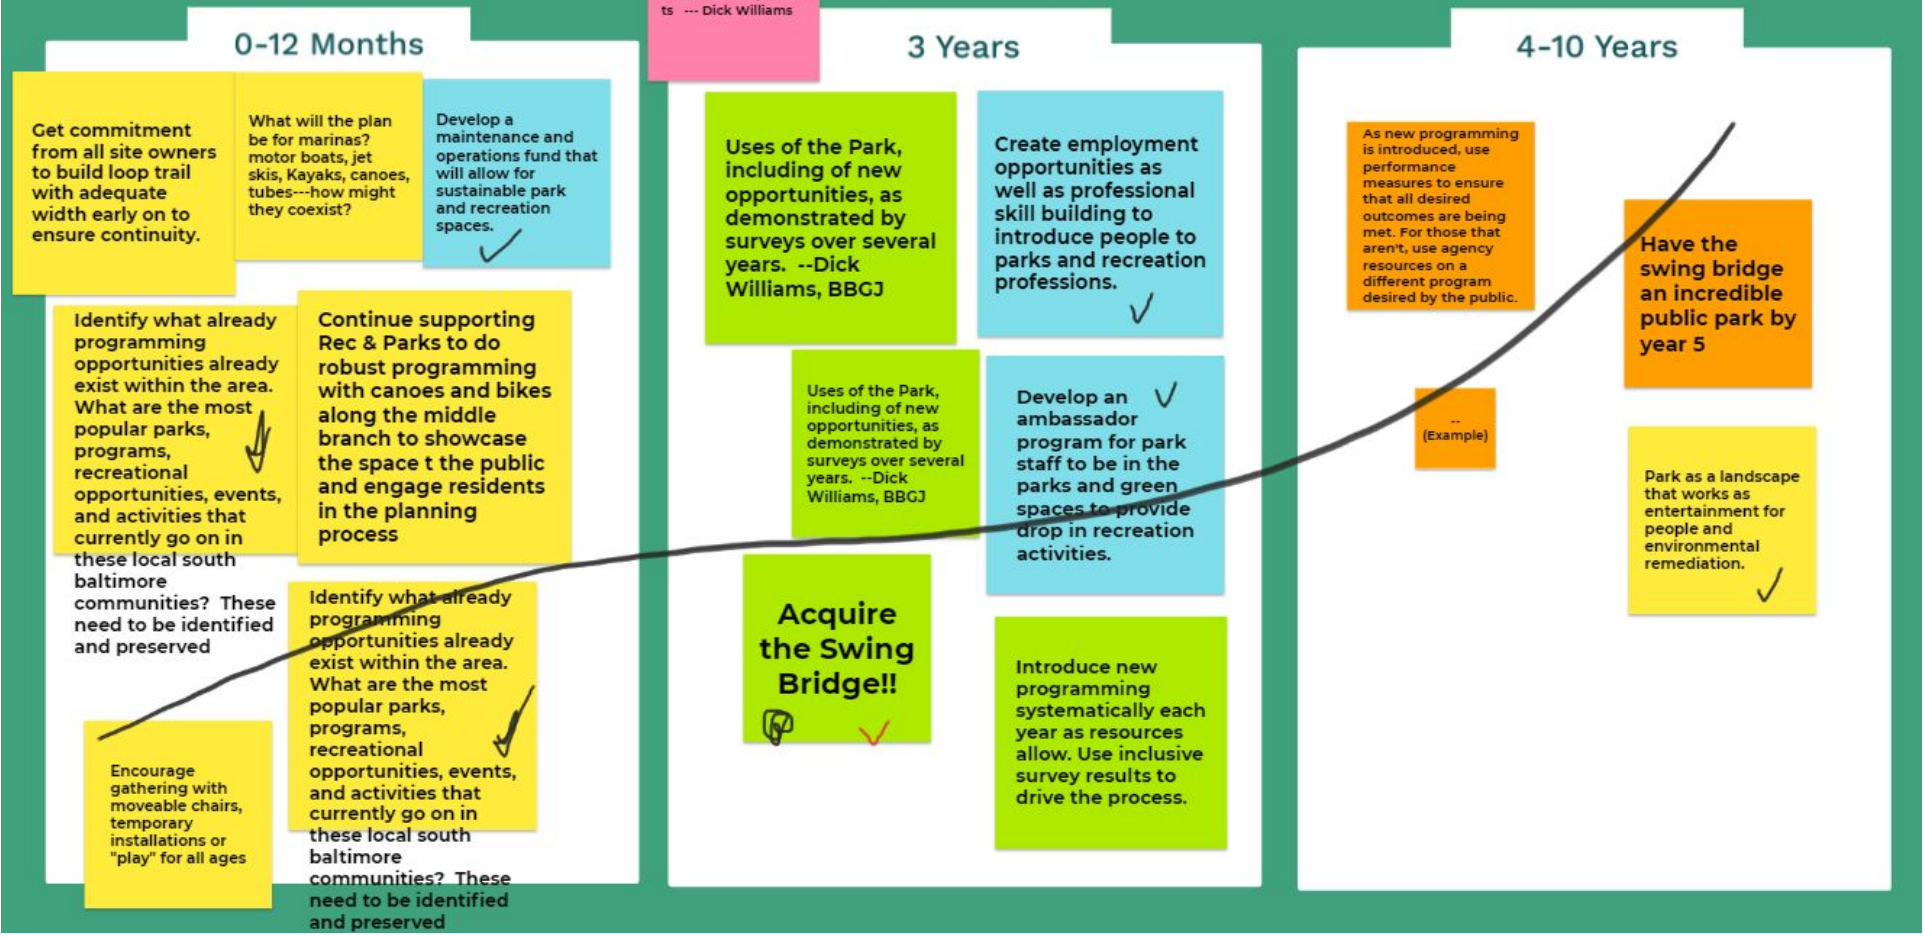 ts --- Dick Williams
0-12 Months
Get commitment
from all site owners
to build loop trail
with adequate
width early on to
ensure continuity.
What will the plan
be for marinas?
motor boats, jet
skis, Kayaks, canoes,
tubes---how might
they coexist?
Develop a
maintenance and
operations fund that
will allow for
sustainable park
and recreation
spaces.
Identify what already
programming
opportunities already
exist within the area.
What are the most
popular parks,
programs,
recreational
opportunities, events,
and activities that
currently go on in
these local south
baltimore
communities? These
need to be identified
and preserved
Continue supporting
Rec & Parks to do
robust programming
with canoes and bikes
along the middle
branch to showcase
the space t the public
and engage residents
in the planning
process
Identify what already
programming
opportunities already
exist within the area.
What are the most
popular parks,
programs,
recreational
opportunities, events,
and activities that
currently go on in
these local south
baltimore
communities? These
need to be identified
and preserved
Encourage
gathering with
moveable chairs,
temporary
installations or
"play" for all ages
3 Years
Uses of the Park,
including of new
opportunities, as
demonstrated by
surveys over several
years. --Dick
Williams, BBGJ
Create employment
opportunities as
well as professional
skill building to
introduce people to
parks and recreation
professions.
Uses of the Park,
including of new
opportunities, as
demonstrated by
surveys over several
years. --Dick
Williams, BBGJ
Develop an
ambassador
program for park
staff to be in the
parks and green
spaces to provide
drop in recreation
activities.
Acquire
the Swing
Bridge!!
Introduce new
programming
systematically each
year as resources
allow. Use inclusive
survey results to
drive the process.
4-10 Years
As new programming
is introduced, use
performance
measures to ensure
that all desired
outcomes are being
met. For those that
aren't, use agency
resources on a
different program
desired by the public.
Have the
swing bridge
an incredible
public park by
year 5
--
(Example)
Park as a landscape
that works as
entertainment for
people and
environmental
remediation.